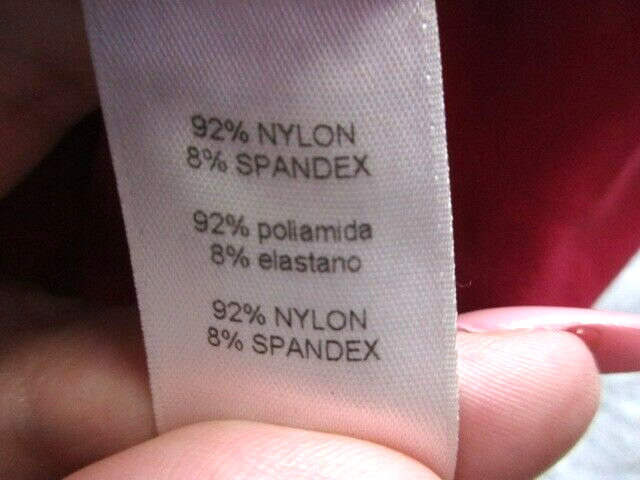 92% NYLON
8% SPANDEX
92% poliamida
8% elastano
92% NYLON
8% SPANDEX